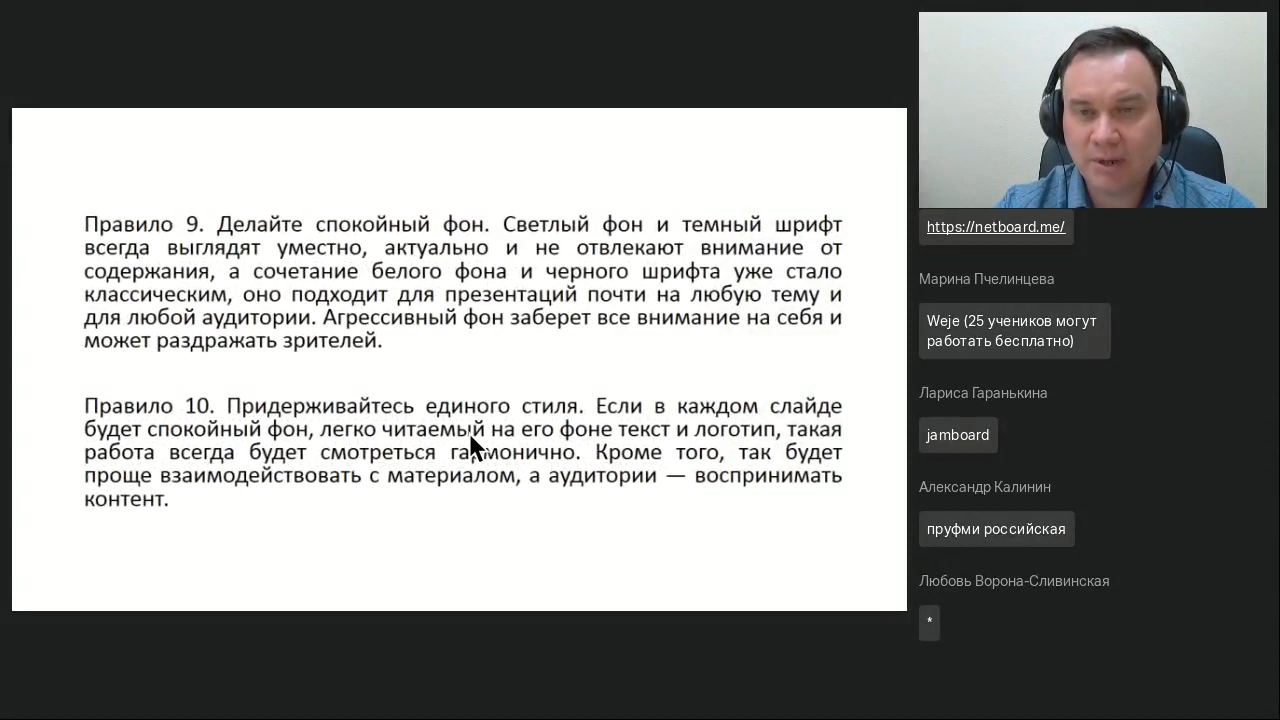 Правило 9. Делайте спокойный фон. Светлый фон и темный шрифт
всегда выглядят уместно, актуально и не отвлекают внимание от
содержания, а сочетание белого фона и черного шрифта уже стало
классическим, оно подходит для презентаций почти на любую тему и
для любой аудитории. Агрессивный фон заберет все внимание на себя и
может раздражать зрителей.
Правило 10. Придерживайтесь единого стиля. Если в каждом слайде
будет спокойный фон, легко читаемый на его фоне текст и логотип, такая
работа всегда будет смотреться гармонично. Кроме того, так будет
проще взаимодействовать с материалом, а аудитории — воспринимать
контент.
https://netboard.me/
Марина Пчелинцева
Weje (25 учеников могут
работать бесплатно)
Лариса Гаранькина
jamboard
Александр Калинин
пруфми российская
Любовь Ворона-Сливинская
*